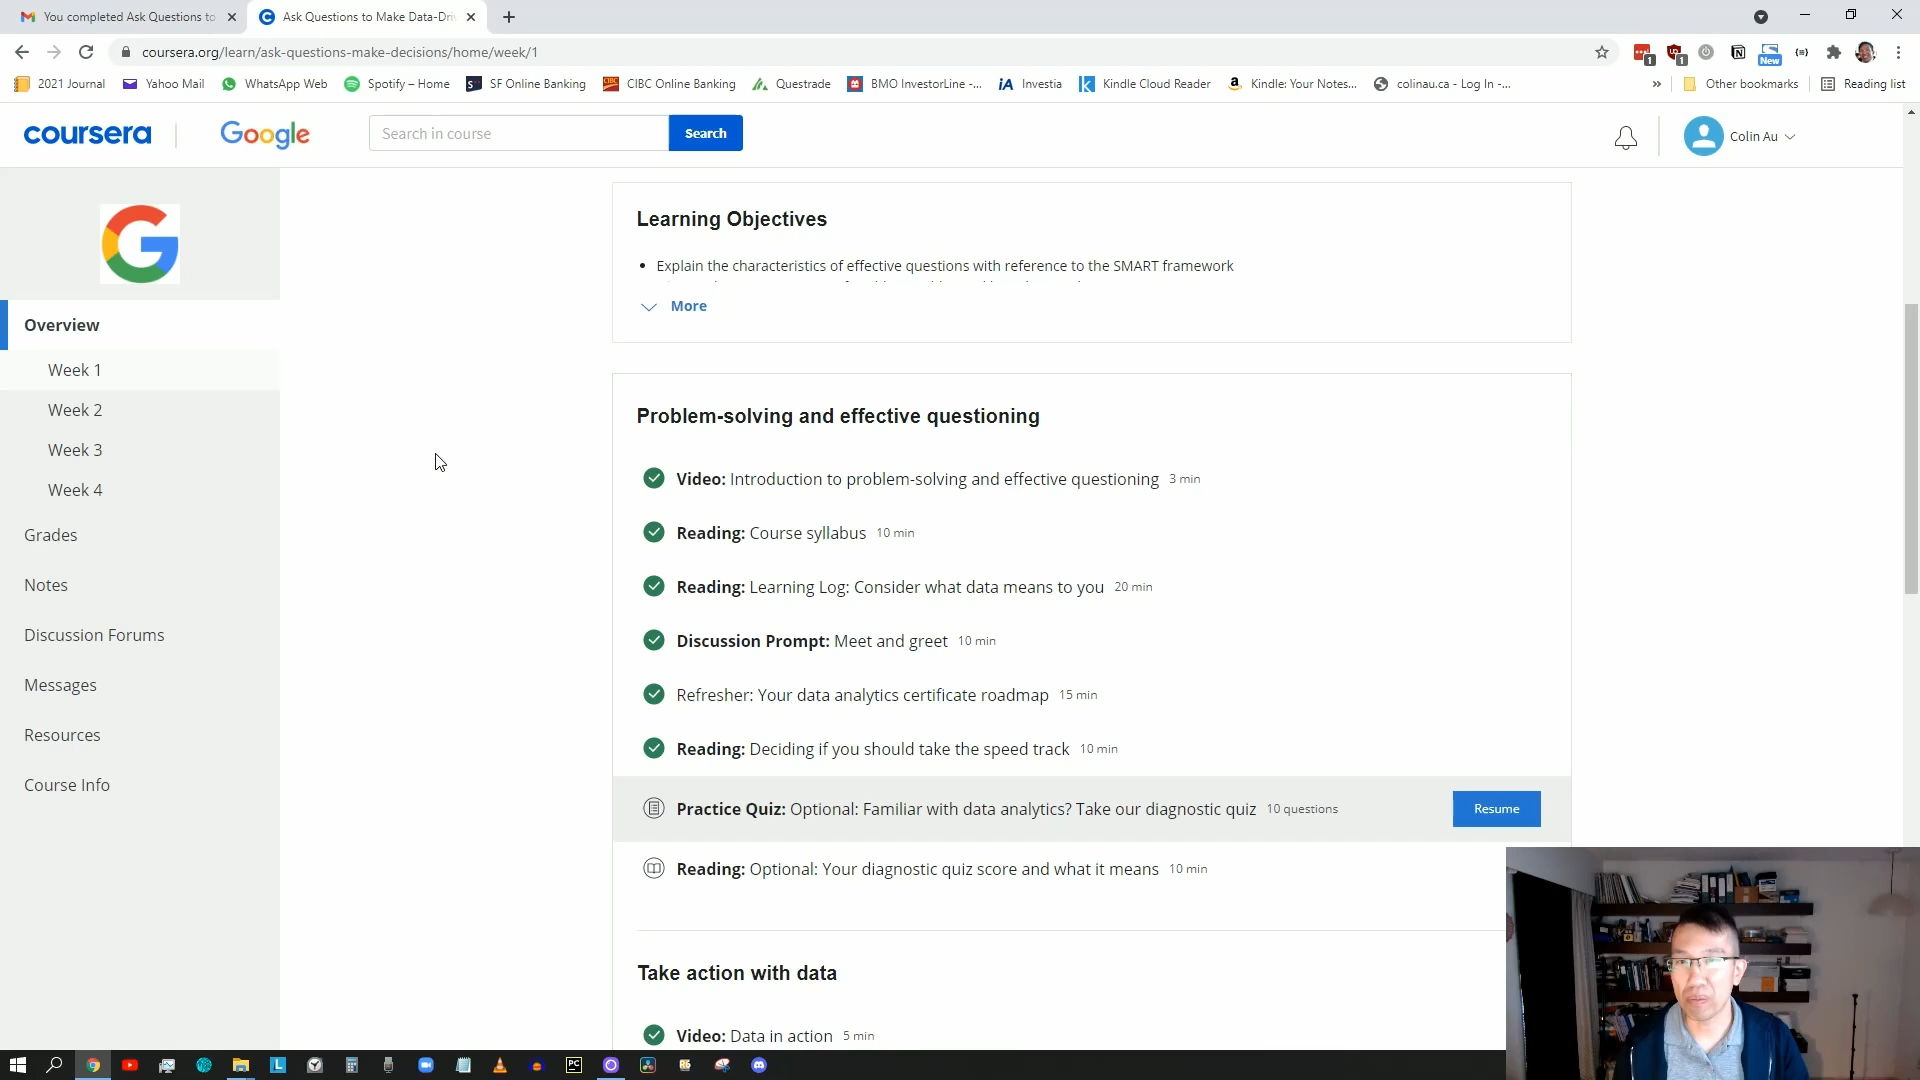 You completed Ask Questions to
Ask Questions to Make Data-Dri
coursera.org/learn/ask-questions-make-decisions/home/week/1
1
1
New
2021 Journal
Yahoo Mail
WhatsApp Web
Spotify – Home
SF Online Banking
CIBC Online Banking
Questrade
BMO InvestorLine -...
Investia
Kindle Cloud Reader
Kindle: Your Notes...
colinau.ca - Log In -...
»
Other bookmarks
Reading list
coursera
Google
Search in course
Search
Colin Au
Overview
Week 1
Week 2
Week 3
Week 4
Grades
Notes
Discussion Forums
Messages
Resources
Course Info
Learning Objectives
Explain the characteristics of effective questions with reference to the SMART framework
More
Problem-solving and effective questioning
Video: Introduction to problem-solving and effective questioning 3 min
Reading: Course syllabus 10 min
Reading: Learning Log: Consider what data means to you 20 min
Discussion Prompt: Meet and greet 10 min
Refresher: Your data analytics certificate roadmap 15 min
Reading: Deciding if you should take the speed track 10 min
Practice Quiz: Optional: Familiar with data analytics? Take our diagnostic quiz 10 questions
Resume
Reading: Optional: Your diagnostic quiz score and what it means 10 min
Take action with data
Video: Data in action 5 min